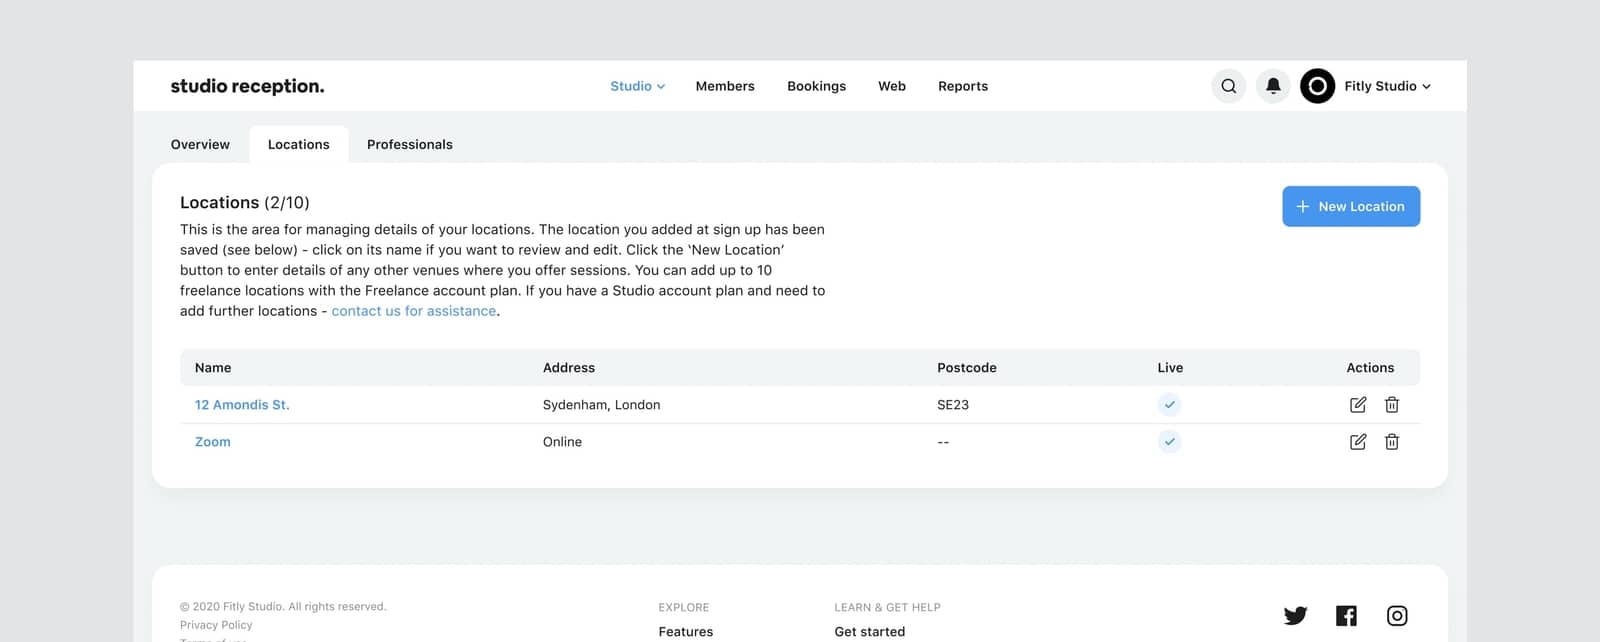 studio reception.
Studio
Members
Bookings
Web
Reports
Fitly Studio
Overview
Locations
Professionals
Locations (2/10)
+ New Location
This is the area for managing details of your locations. The location you added at sign up has been
saved (see below) - click on its name if you want to review and edit. Click the ‘New Location’
button to enter details of any other venues where you offer sessions. You can add up to 10
freelance locations with the Freelance account plan. If you have a Studio account plan and need to
add further locations - contact us for assistance.
Name Address Postcode Live Actions
12 Amondis St. Sydenham, London SE23
Zoom Online --
© 2020 Fitly Studio. All rights reserved.
Privacy Policy
Terms of use
EXPLORE
Features
LEARN & GET HELP
Get started